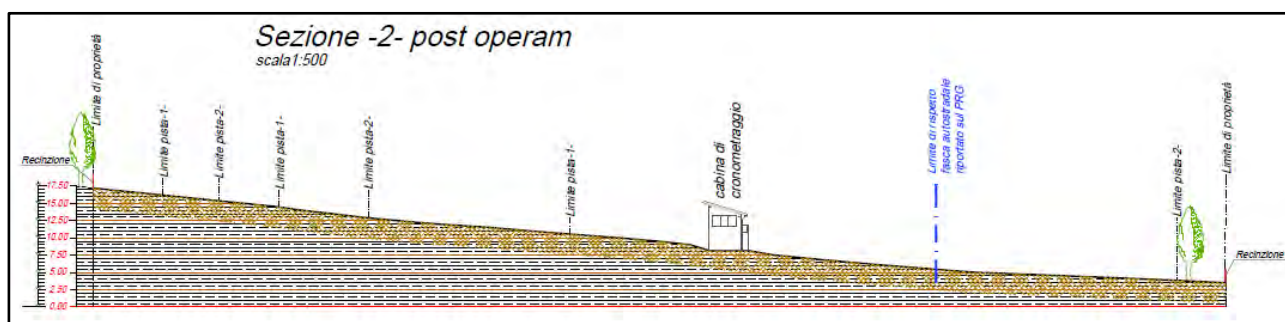 Sezione -2- post operam
scala1:500
Limite di proprietà
Recinzione
Limite pista-1-
Limite pista-2-
Limite pista-1-
Limite pista-2-
Limite pista-1-
cabina di
cronometraggio
Limite di rispetto
fasca autostradale
riportato sul PRG
Limite pista-2-
Limite di proprietà
Recinzione
17.50
15.00
12.50
10.00
7.50
5.00
2.50
0.00